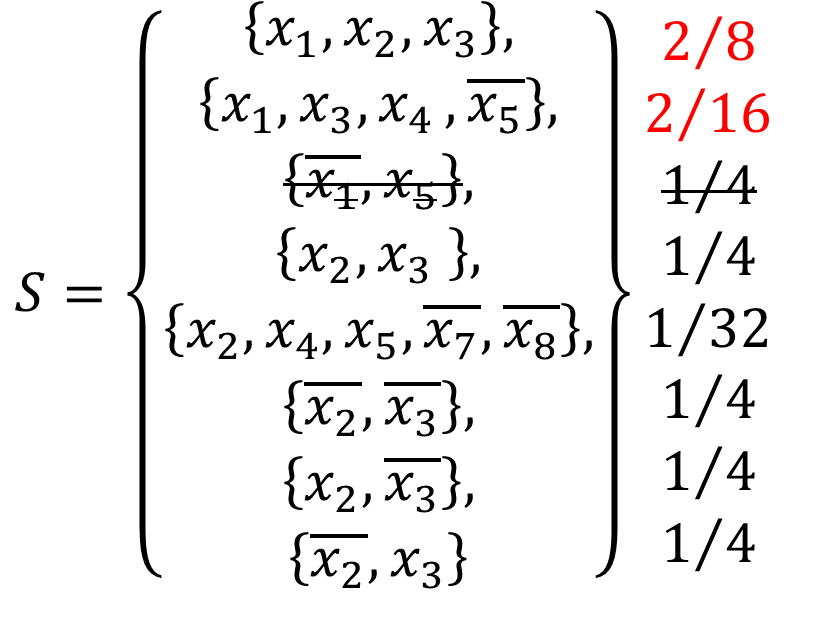 {x₁, x₂, x₃}, 2/8
{x₁, x₃, x₄ , x̅₅}, 2/16
{x̅₁, x₅}, 1/4
{x₂, x₃ }, 1/4
S =
{x₂, x₄, x₅, x̅₇, x̅₈}, 1/32
{x̅₂, x̅₃}, 1/4
{x₂, x̅₃}, 1/4
{x̅₂, x₃} 1/4